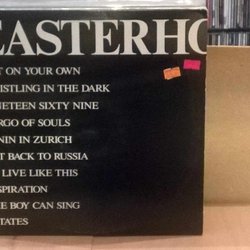 EASTERHO
T ON YOUR OWN
HISTLING IN THE DARK
NETEEN SIXTY NINE
RGO OF SOULS
NIN IN ZURICH
T BACK TO RUSSIA
LIVE LIKE THIS
SPIRATION
E BOY CAN SING
TATES